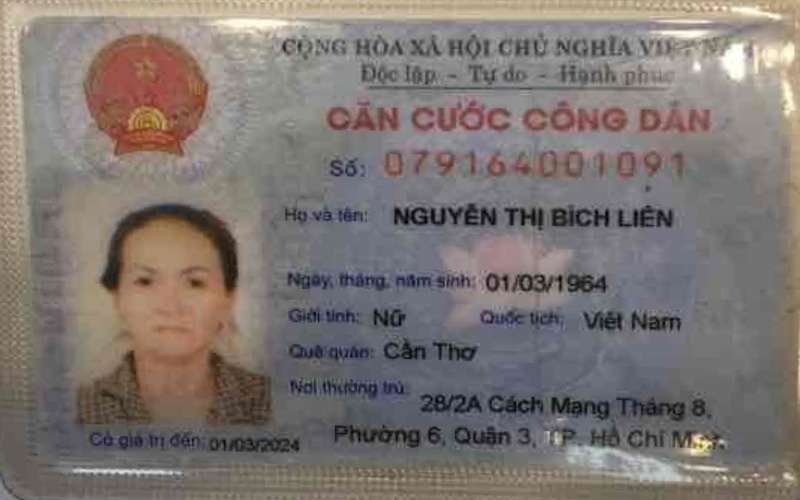 CỘNG HÒA XÃ HỘI CHỦ NGHĨA VIỆT NAM
Độc lập - Tự do - Hạnh phúc
CĂN CƯỚC CÔNG DÂN
Số: 079164001091
Họ và tên: NGUYỄN THỊ BÍCH LIÊN
Ngày, tháng, năm sinh: 01/03/1964
Giới tính: Nữ Quốc tịch: Việt Nam
Quê quán: Cần Thơ
Nơi thường trú: 28/2A Cách Mạng Tháng 8,
Phường 6, Quận 3, TP. Hồ Chí Minh
Có giá trị đến: 01/03/2024